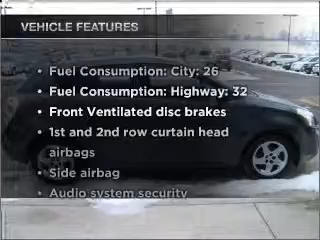 VEHICLE FEATURES
• Fuel Consumption: City: 26
• Fuel Consumption: Highway: 32
• Front Ventilated disc brakes
• 1st and 2nd row curtain head
airbags
• Side airbag
• Audio system security